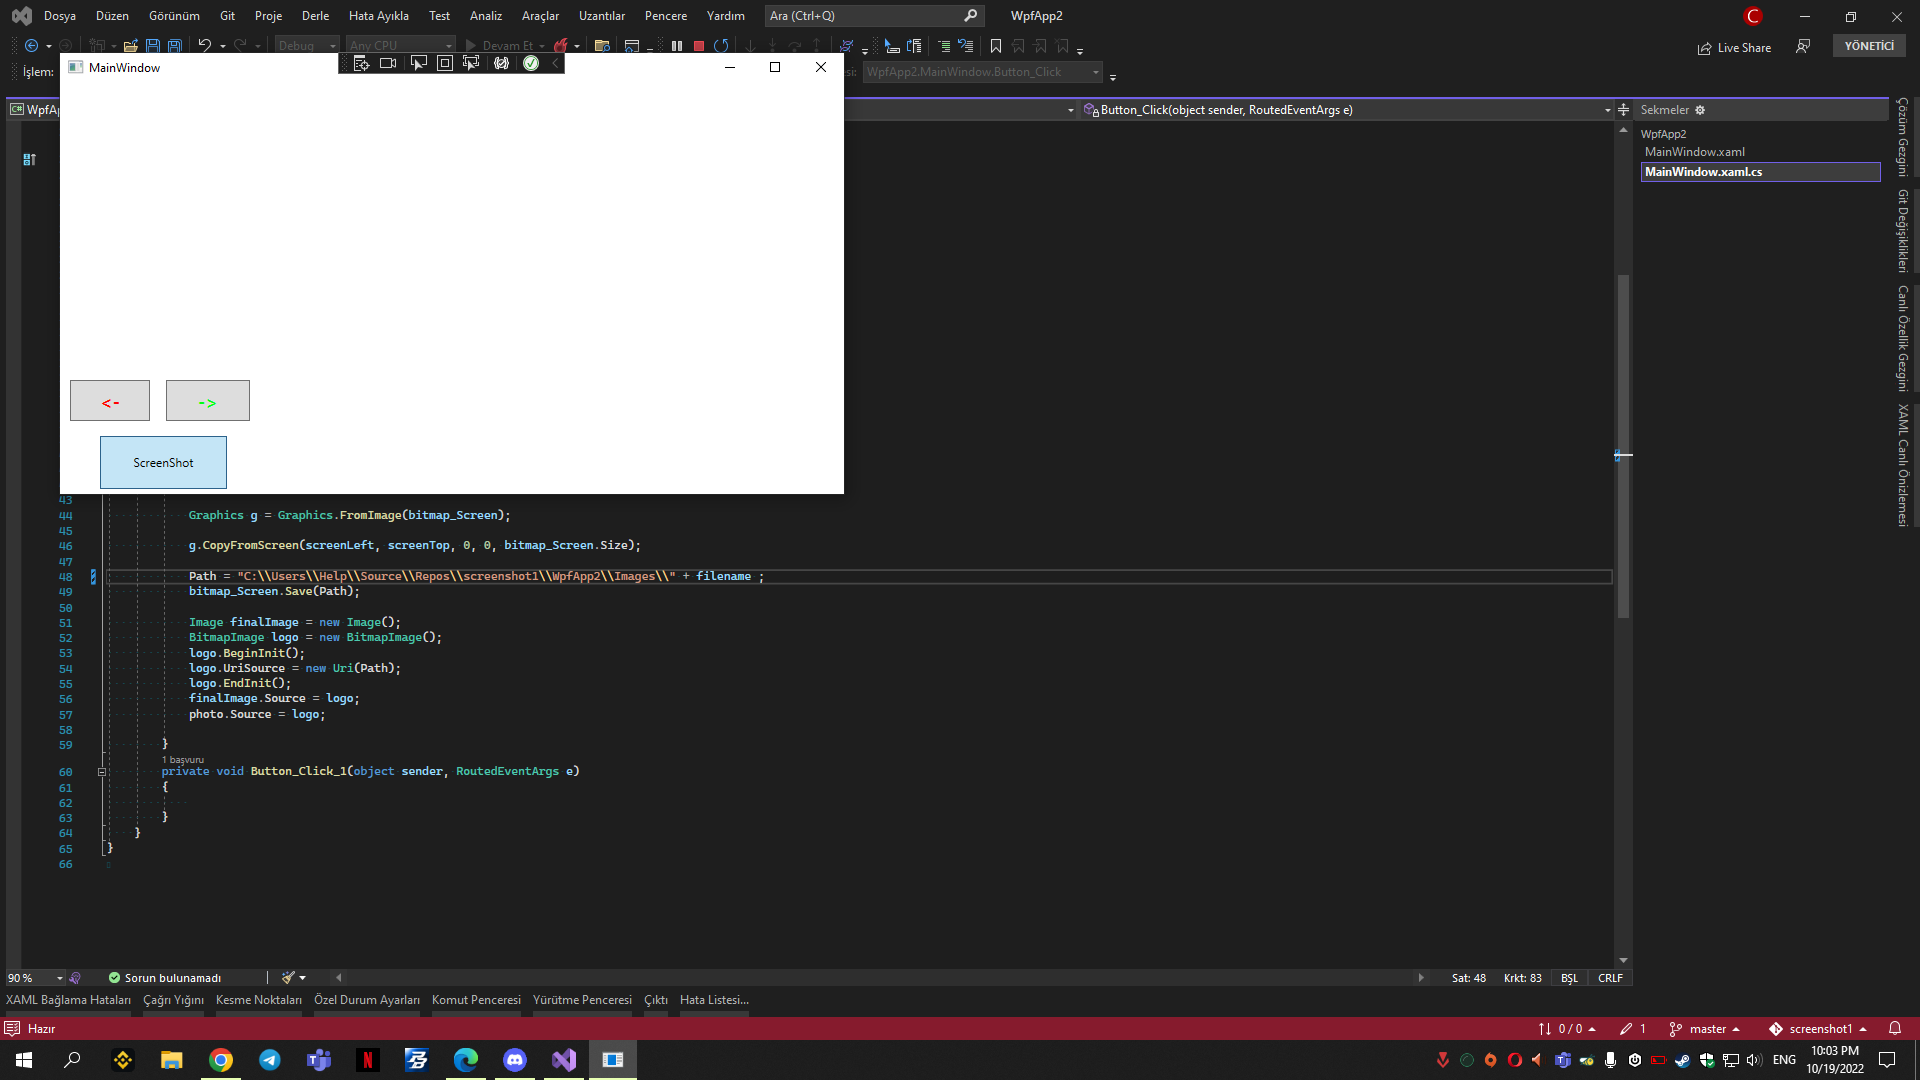 Dosya Düzen Görünüm Git Proje Derle Hata Ayıkla Test Analiz Araçlar Uzantılar Pencere Yardım Ara (Ctrl+Q) WpfApp2 C
Debug Any CPU Devam Et Live Share YÖNETİCİ
İşlem: MainWindow si: WpfApp2.MainWindow.Button_Click
C# WpfAp Button_Click(object sender, RoutedEventArgs e) Sekmeler
WpfApp2
MainWindow.xaml
MainWindow.xaml.cs
Çözüm Gezgini
Git Değişiklikleri
Canlı Özellik Gezgini
XAML Canlı Önizlemesi
<- ->
ScreenShot
43
44 Graphics g = Graphics.FromImage(bitmap_Screen);
45
46 g.CopyFromScreen(screenLeft, screenTop, 0, 0, bitmap_Screen.Size);
47
48 Path = "C:\\Users\\Help\\Source\\Repos\\screenshot1\\WpfApp2\\Images\\" + filename ;
49 bitmap_Screen.Save(Path);
50
51 Image finalImage = new Image();
52 BitmapImage logo = new BitmapImage();
53 logo.BeginInit();
54 logo.UriSource = new Uri(Path);
55 logo.EndInit();
56 finalImage.Source = logo;
57 photo.Source = logo;
58
59 }
1 başvuru
60 private void Button_Click_1(object sender, RoutedEventArgs e)
61 {
62
63 }
64 }
65 }
66
90 % Sorun bulunamadı Sat: 48 Krkt: 83 BŞL CRLF
XAML Bağlama Hataları Çağrı Yığını Kesme Noktaları Özel Durum Ayarları Komut Penceresi Yürütme Penceresi Çıktı Hata Listesi...
Hazır 0 / 0 1 master screenshot1
ENG 10:03 PM
10/19/2022